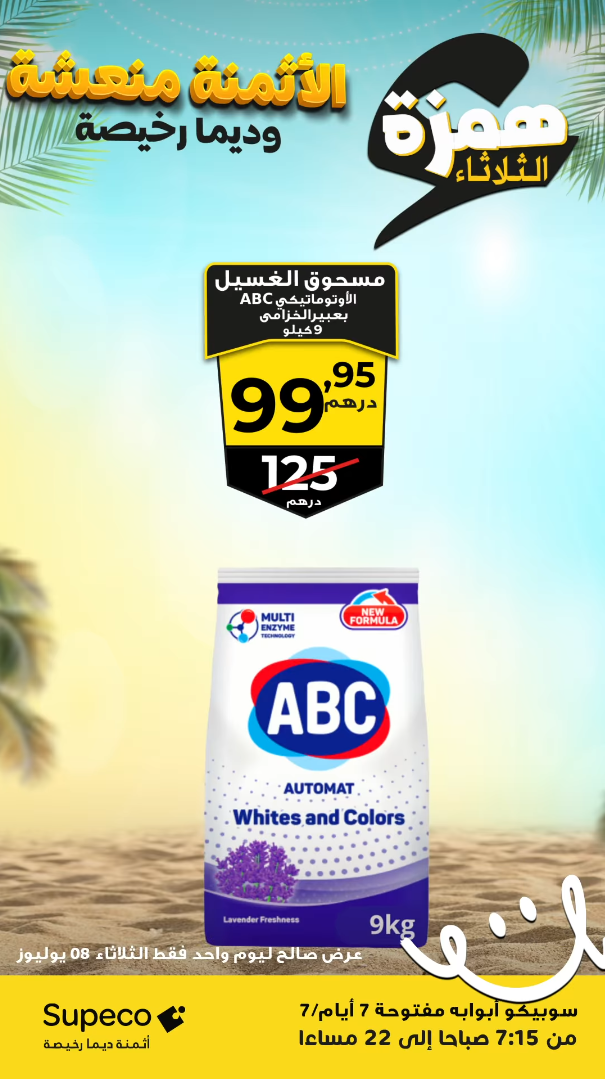 الأثمنة منعشة
وديما رخيصة
همزة
الثلاثاء
مسحوق الغسيل
الأوتوماتيكي ABC
بعبير الخزامى
9 كيلو
99,95
درهم
125
درهم
MULTI
ENZYME
TECHNOLOGY
NEW
FORMULA
ABC
AUTOMAT
Whites and Colors
Lavender Freshness
9kg
عرض صالح ليوم واحد فقط الثلاثاء 08 يوليوز
سوبيكو أبوابه مفتوحة 7 أيام/7
من 7:15 صباحا إلى 22 مساءا
Supeco
أثمنة ديما رخيصة